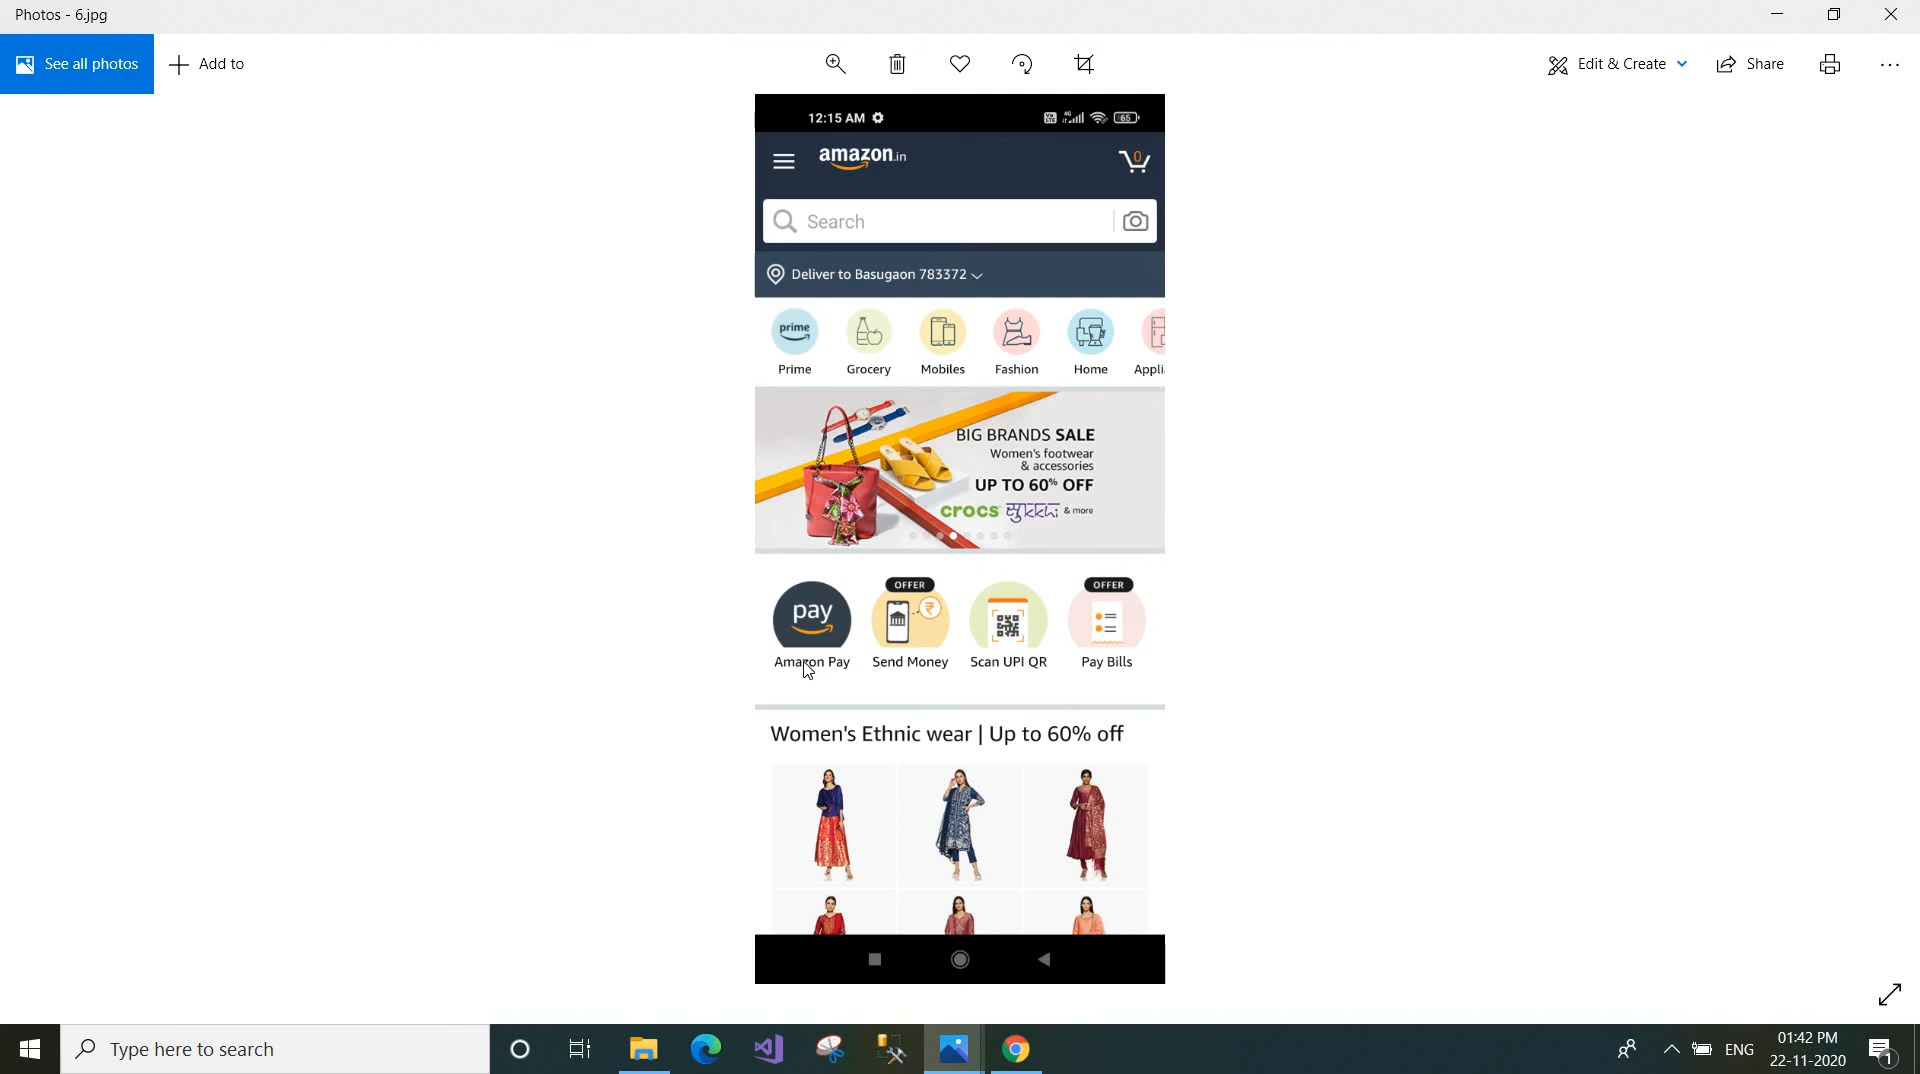 Photos - 6.jpg
See all photos
Add to
Edit & Create
Share
12:15 AM
65
amazon.in
0
Search
Deliver to Basugaon 783372
prime
Prime
Grocery
Mobiles
Fashion
Home
Appli
BIG BRANDS SALE
Women's footwear
& accessories
UP TO 60% OFF
crocs & more
OFFER
OFFER
pay
Amazon Pay
Send Money
Scan UPI QR
Pay Bills
Women's Ethnic wear | Up to 60% off
Type here to search
ENG
01:42 PM
22-11-2020
1